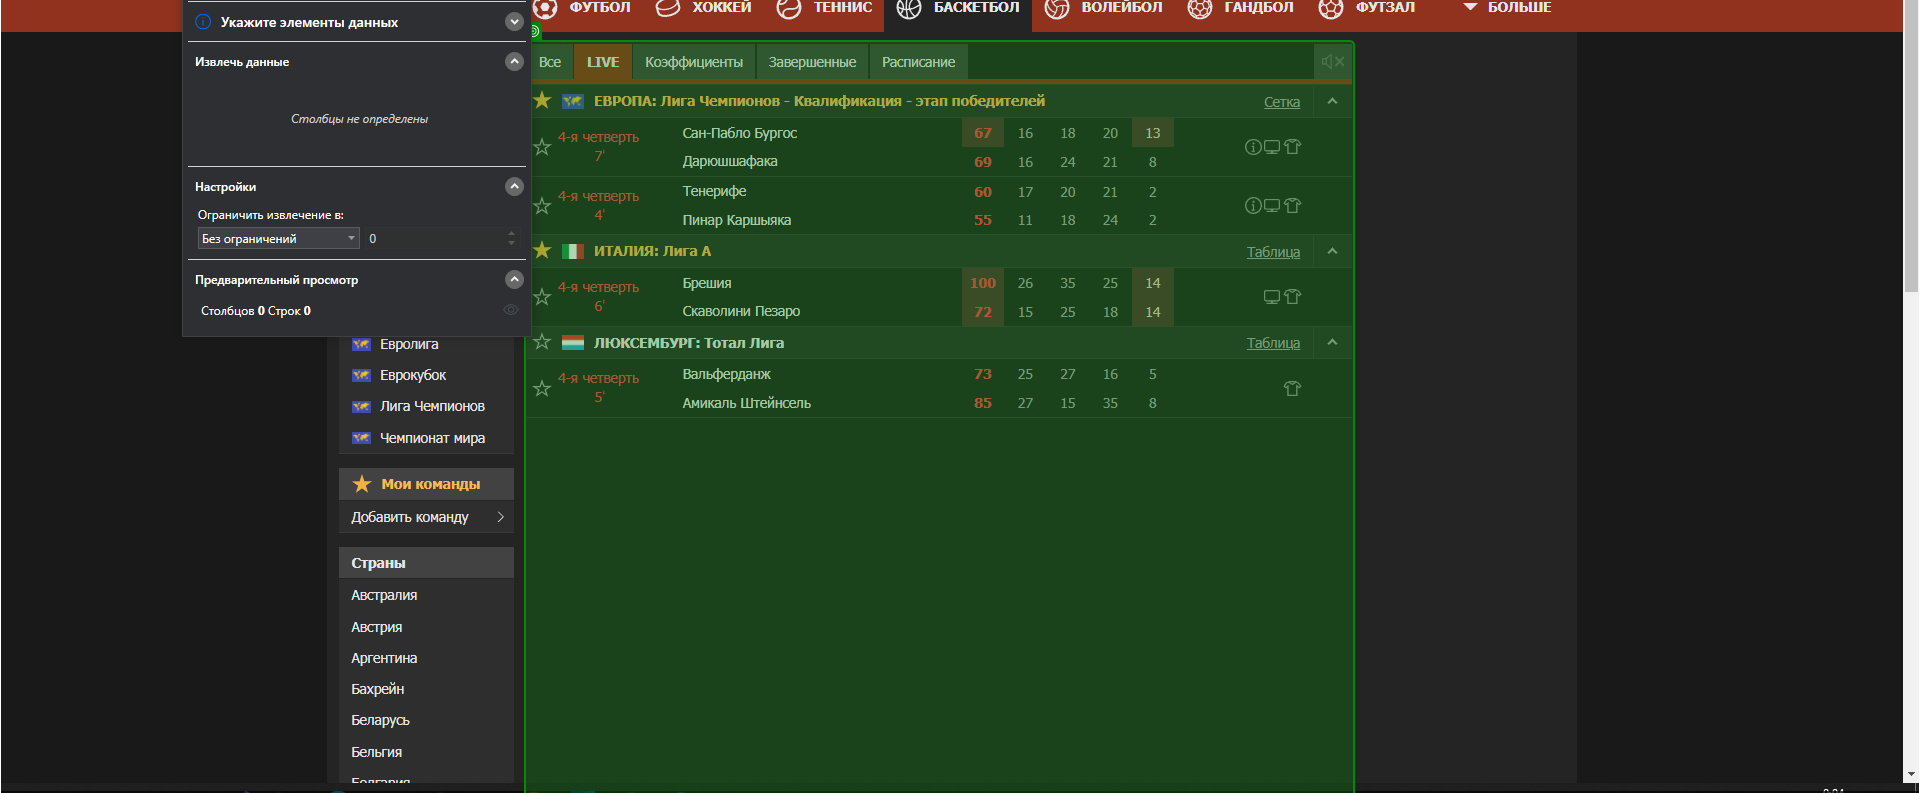 ФУТБОЛ ХОККЕЙ ТЕННИС БАСКЕТБОЛ ВОЛЕЙБОЛ ГАНДБОЛ ФУТЗАЛ БОЛЬШЕ
Укажите элементы данных
Извлечь данные
Столбцы не определены
Настройки
Ограничить извлечение в:
Без ограничений 0
Предварительный просмотр
Столбцов 0 Строк 0
Евролига
Еврокубок
Лига Чемпионов
Чемпионат мира
Мои команды
Добавить команду
Страны
Австралия
Австрия
Аргентина
Бахрейн
Беларусь
Бельгия
Болгария
Все LIVE Коэффициенты Завершенные Расписание
ЕВРОПА: Лига Чемпионов - Квалификация - этап победителей Сетка
4-я четверть
7'
Сан-Пабло Бургос 67 16 18 20 13
Дарюшшафака 69 16 24 21 8
4-я четверть
4'
Тенерифе 60 17 20 21 2
Пинар Каршыяка 55 11 18 24 2
ИТАЛИЯ: Лига А Таблица
4-я четверть
6'
Брешия 100 26 35 25 14
Скаволини Пезаро 72 15 25 18 14
ЛЮКСЕМБУРГ: Тотал Лига Таблица
4-я четверть
5'
Вальферданж 73 25 27 16 5
Амикаль Штейнсель 85 27 15 35 8